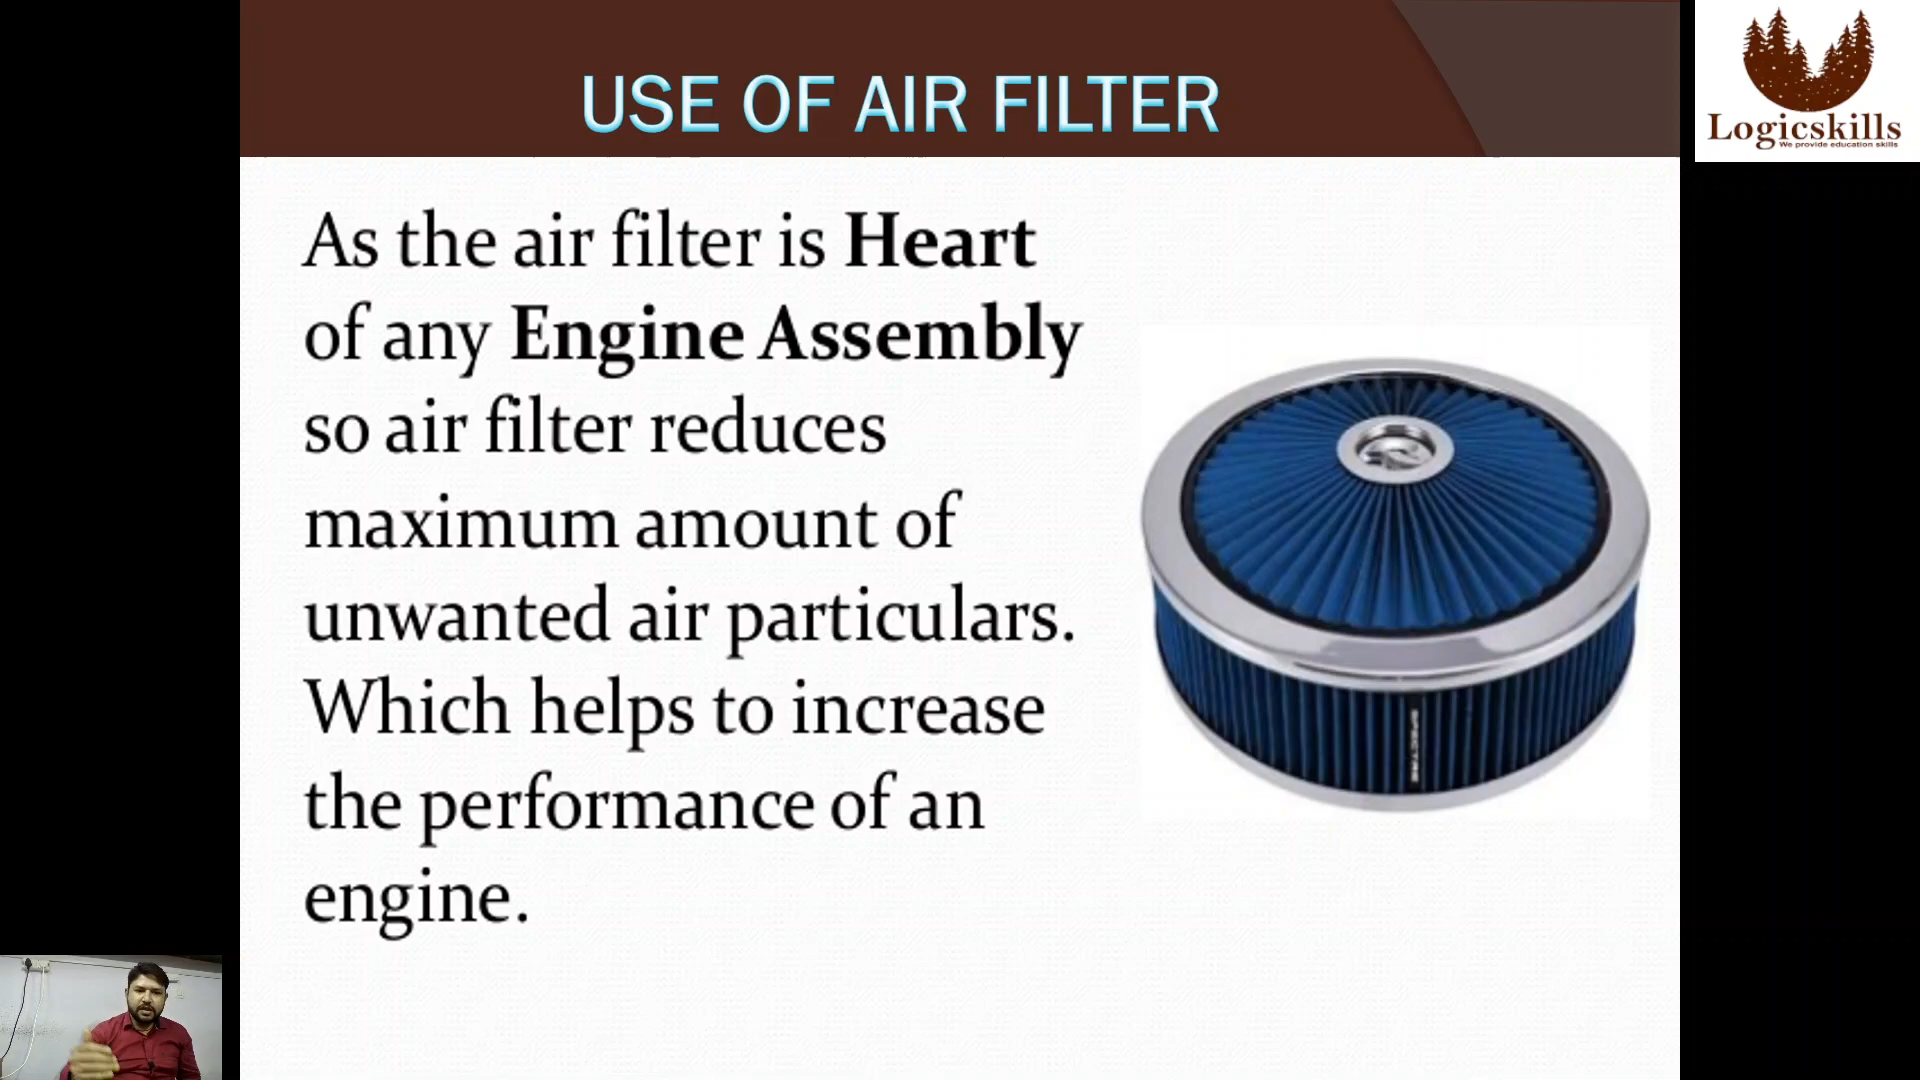 USE OF AIR FILTER
Logicskills
We provide education skills
As the air filter is Heart
of any Engine Assembly
so air filter reduces
maximum amount of
unwanted air particulars.
Which helps to increase
the performance of an
engine.
SPECTRE